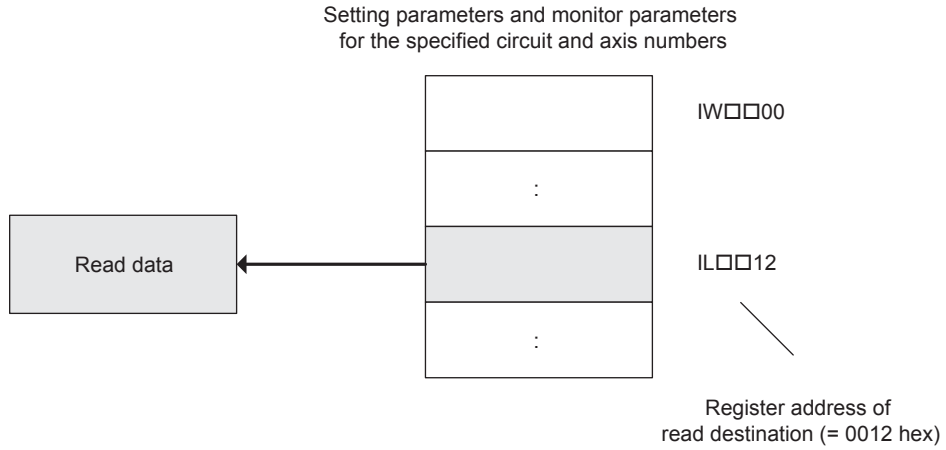 Setting parameters and monitor parameters
for the specified circuit and axis numbers
IW□□00
:
Read data
IL□□12
:
Register address of
read destination (= 0012 hex)